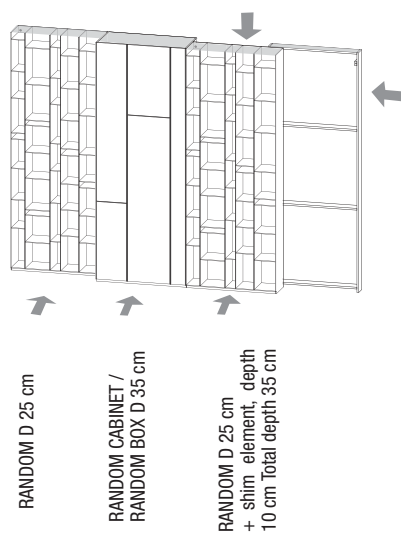 RANDOM D 25 cm
RANDOM CABINET /
RANDOM BOX D 35 cm
RANDOM D 25 cm
+ shim element, depth
10 cm Total depth 35 cm